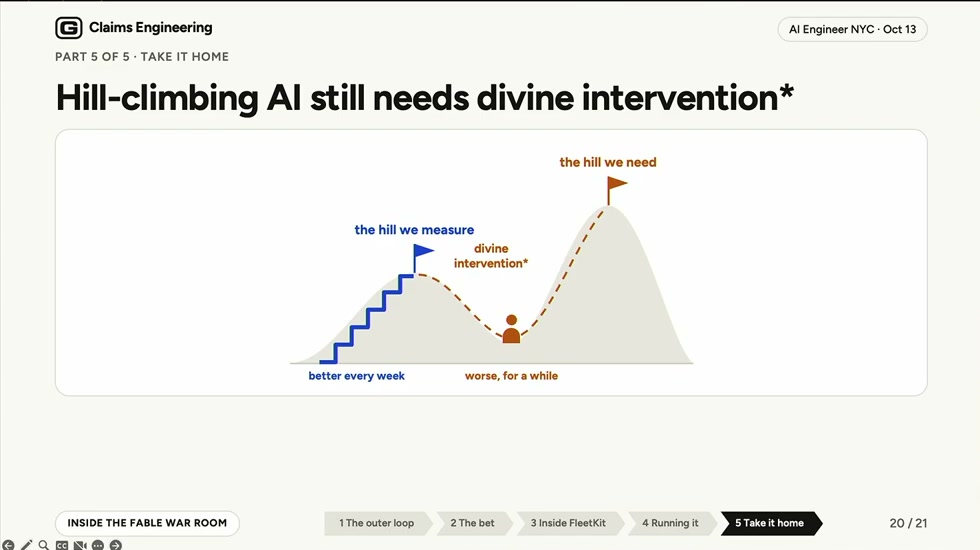 G Claims Engineering
AI Engineer NYC · Oct 13
PART 5 OF 5 · TAKE IT HOME
Hill-climbing AI still needs divine intervention*
the hill we need
the hill we measure
divine
intervention*
better every week
worse, for a while
INSIDE THE FABLE WAR ROOM
1 The outer loop
2 The bet
3 Inside FleetKit
4 Running it
5 Take it home
20 / 21
CC